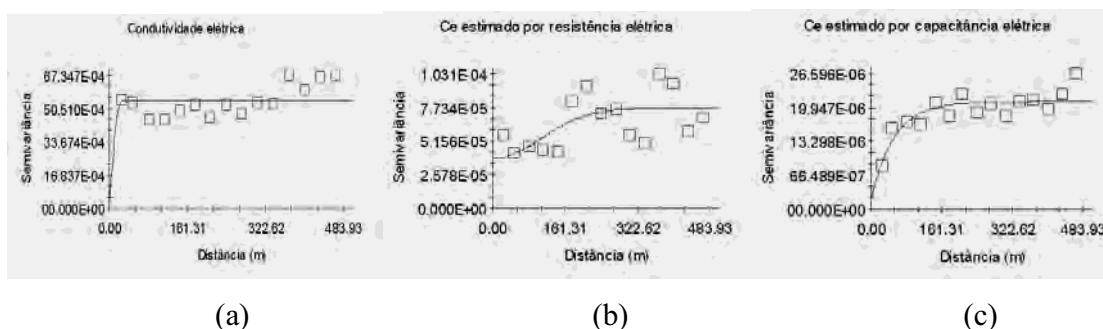 Condutividade elétrica
Semivariância
67.347E-04
50.510E-04
33.674E-04
16.837E-04
00.000E+00
0.00 161.31 322.62 483.93
Distância (m)
(a)
Ce estimado por resistência elétrica
Semivariância
1.031E-04
7.734E-05
5.156E-05
2.578E-05
0.000E+00
0.00 161.31 322.62 483.93
Distância (m)
(b)
Ce estimado por capacitância elétrica
Semivariância
26.596E-06
19.947E-06
13.298E-06
66.489E-07
00.000E+00
0.00 161.31 322.62 483.93
Distância (m)
(c)